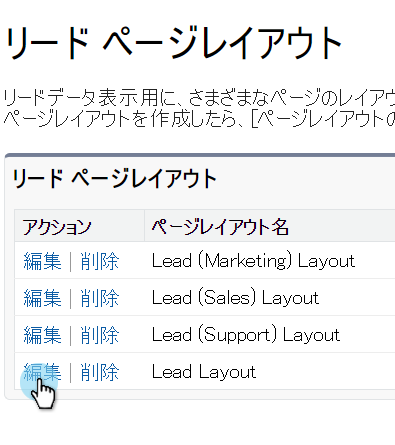 リード ページレイアウト
リードデータ表示用に、さまざまなページのレイアウ
ページレイアウトを作成したら、[ページレイアウトの
リード ページレイアウト
アクション ページレイアウト名
編集 | 削除 Lead (Marketing) Layout
編集 | 削除 Lead (Sales) Layout
編集 | 削除 Lead (Support) Layout
編集 | 削除 Lead Layout